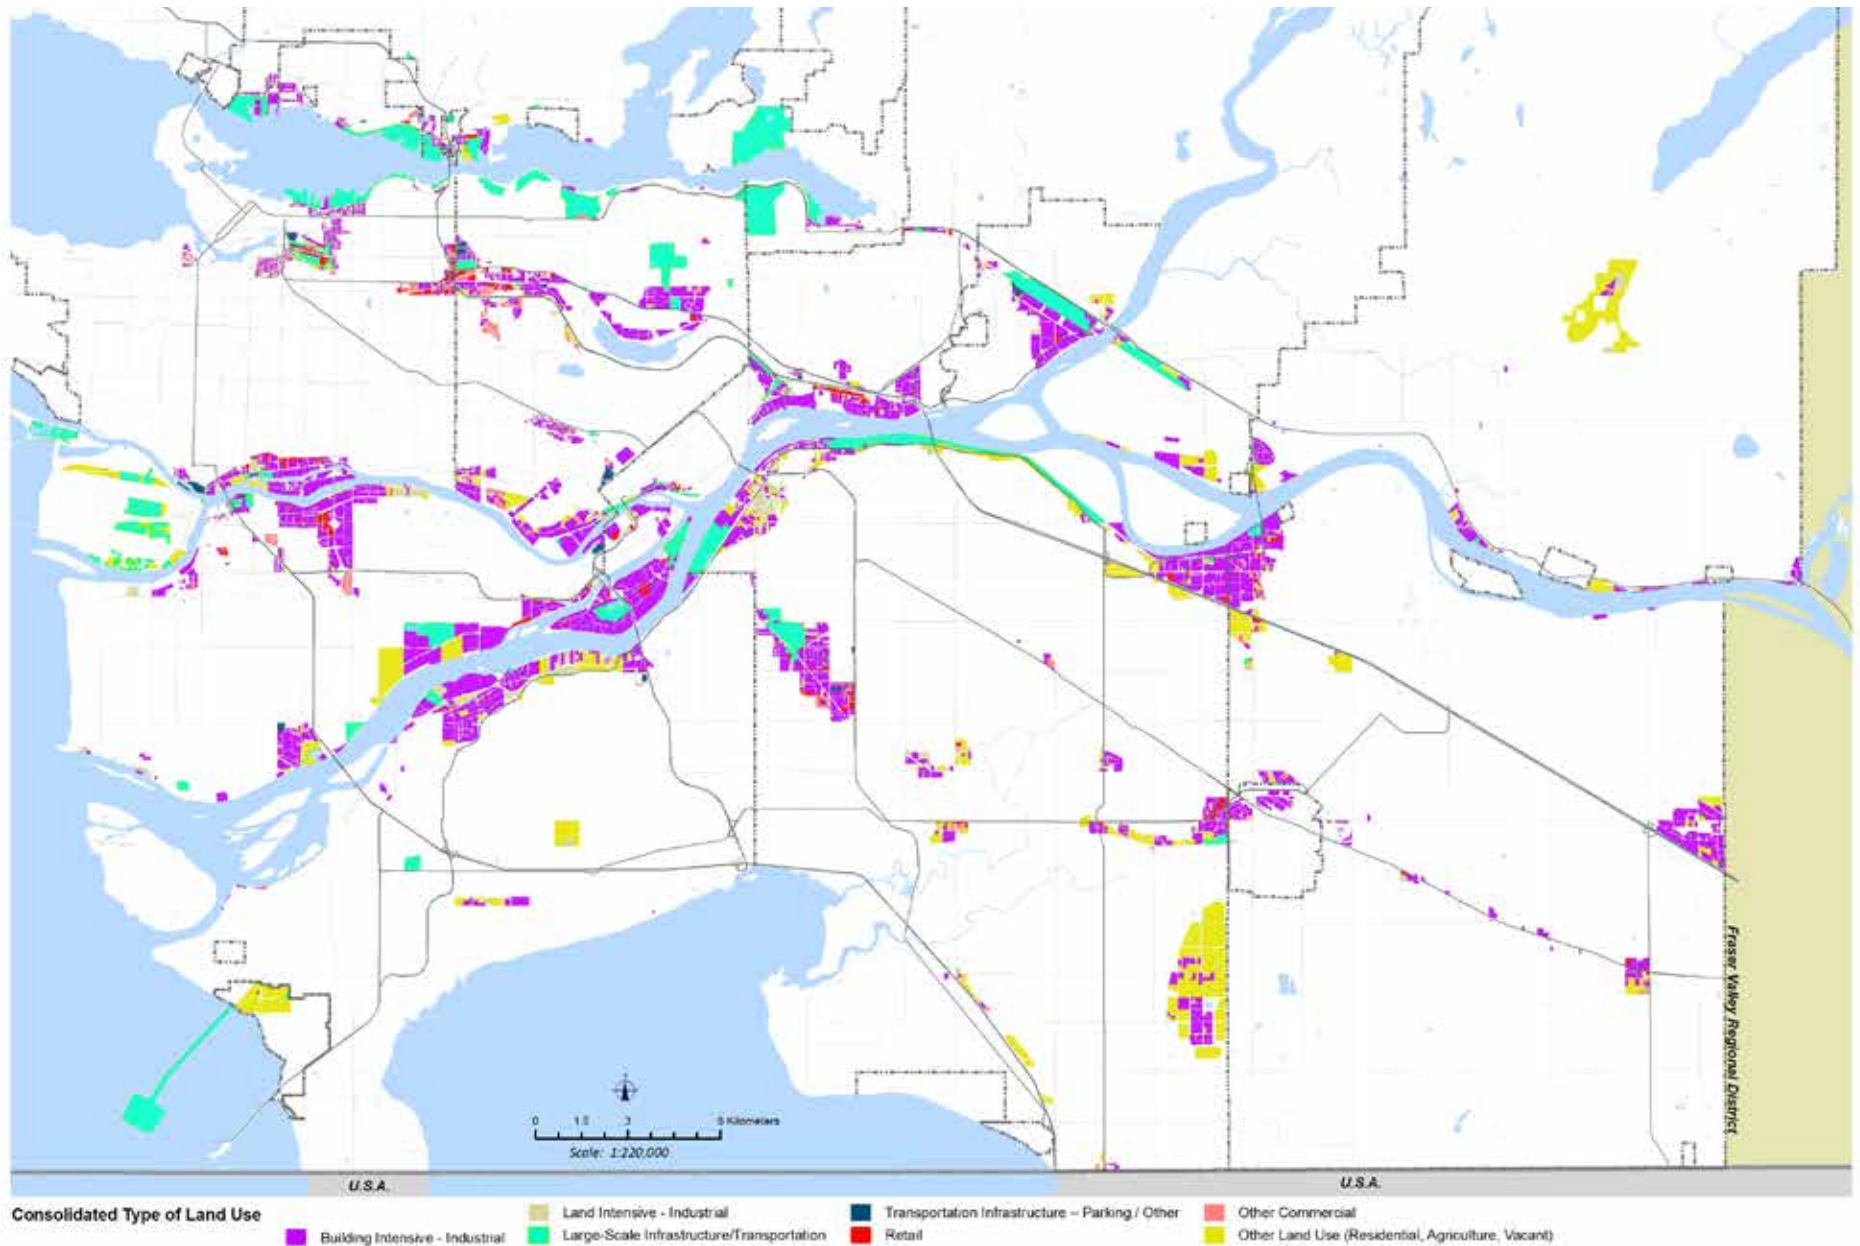 Fraser Valley Regional District
0 1.5 3 6 Kilometers
Scale: 1:220,000
U.S.A. U.S.A.
Consolidated Type of Land Use
Building Intensive - Industrial
Land Intensive - Industrial
Large-Scale Infrastructure/Transportation
Transportation Infrastructure – Parking / Other
Retail
Other Commercial
Other Land Use (Residential, Agriculture, Vacant)